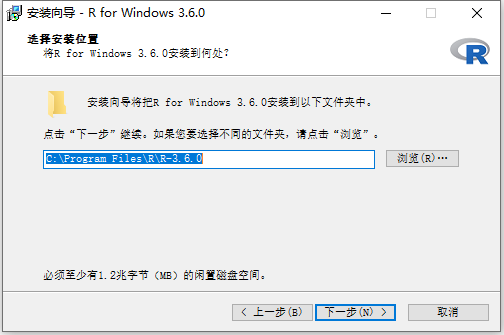 安装向导 - R for Windows 3.6.0
选择安装位置
将R for Windows 3.6.0安装到何处?
R
安装向导将把R for Windows 3.6.0安装到以下文件夹中。
点击“下一步”继续。如果您要选择不同的文件夹，请点击“浏览”。
C:\Program Files\R\R-3.6.0
浏览(R)…
必须至少有1.2兆字节（MB）的闲置磁盘空间。
< 上一步(B)
下一步(N) >
取消